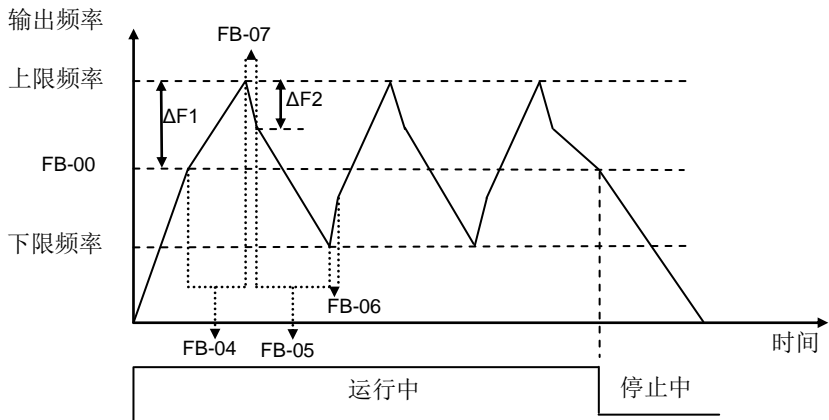 输出频率
FB-07
上限频率
ΔF1
ΔF2
FB-00
下限频率
FB-06
FB-04
FB-05
时间
运行中
停止中